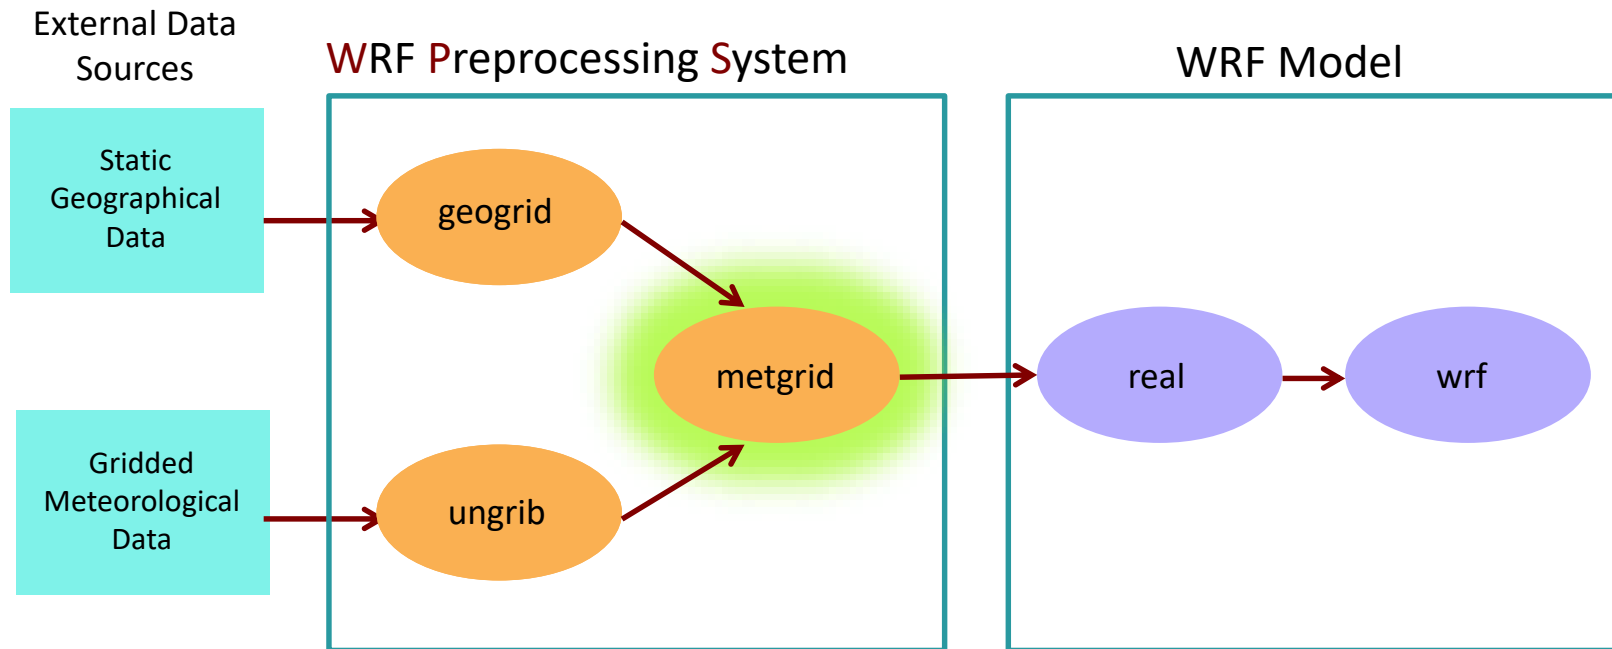 External Data
Sources
WRF Preprocessing System
WRF Model
Static
Geographical
Data
geogrid
metgrid
real
wrf
Gridded
Meteorological
Data
ungrib